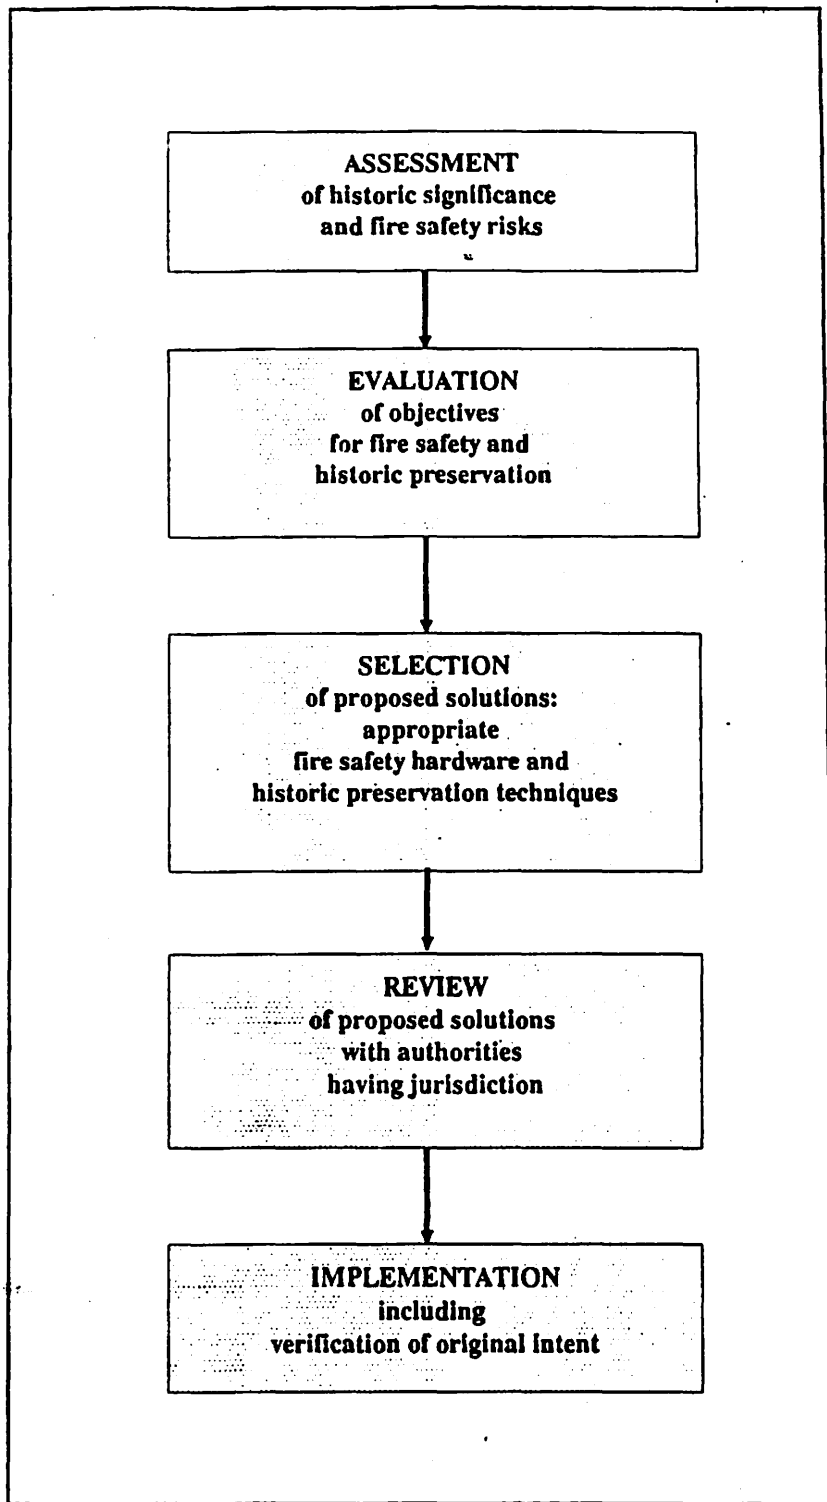 ASSESSMENT
of historic significance
and fire safety risks
EVALUATION
of objectives
for fire safety and
historic preservation
SELECTION
of proposed solutions:
appropriate
fire safety hardware and
historic preservation techniques
REVIEW
of proposed solutions
with authorities
having jurisdiction
IMPLEMENTATION
including
verification of original intent